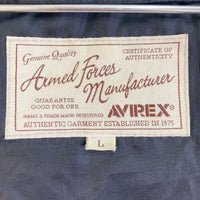 Genuine Quality
CERTIFICATE OF
AUTHENTICITY
Armed Forces
Manufacturer
GUARANTEE
GOOD FOR ONE
AVIREX®
NAME & TRADE MARK REGISTERED
AUTHENTIC GARMENT ESTABLISHED IN 1975
L